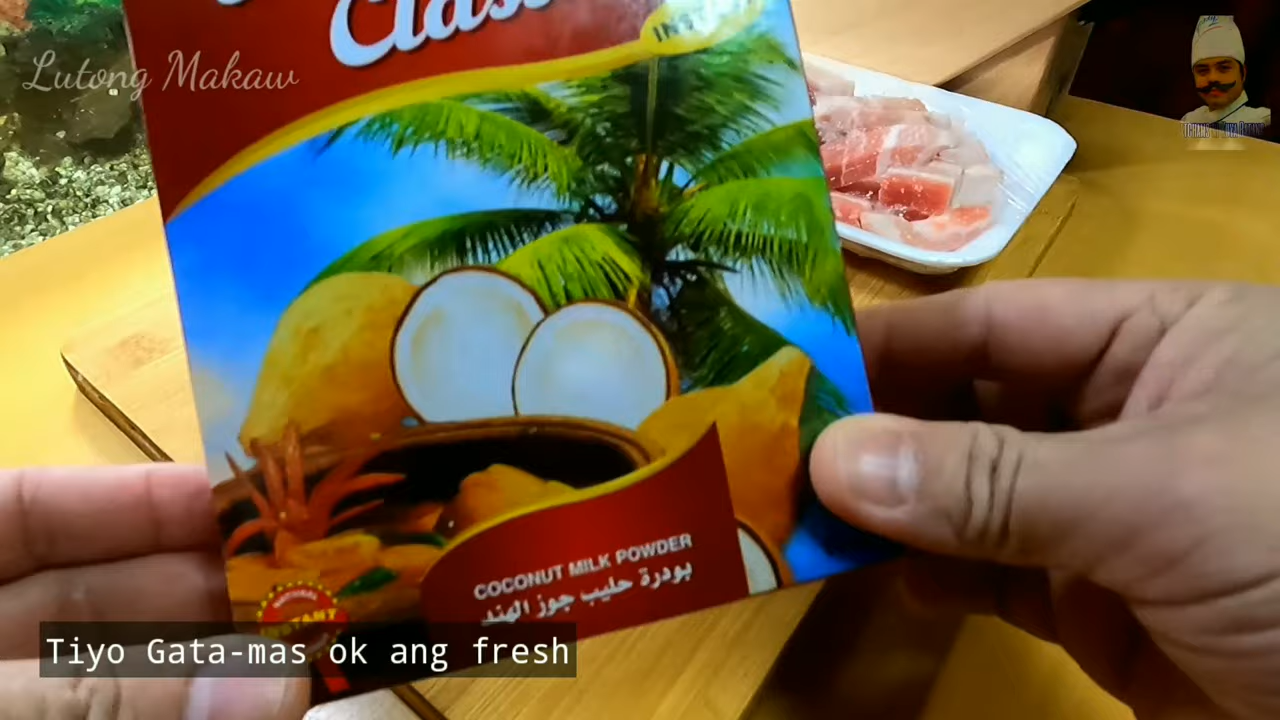 Clas
Lutong Makaw
COCONUT MILK POWDER
بودرة حليب جوز الهند
Tiyo Gata-mas ok ang fresh